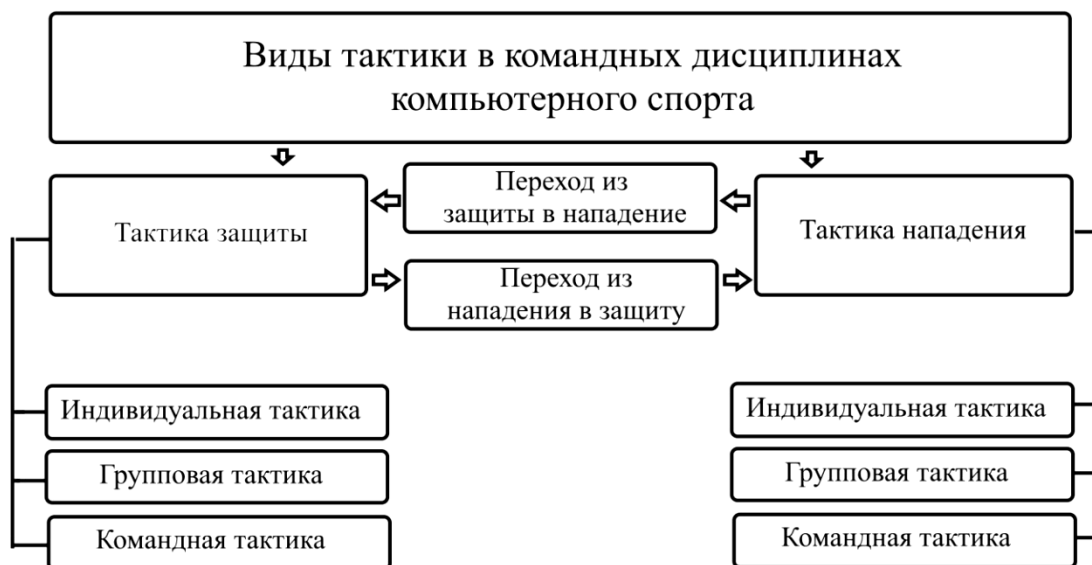 Виды тактики в командных дисциплинах
компьютерного спорта
Тактика защиты
Переход из
защиты в нападение
Переход из
нападения в защиту
Тактика нападения
Индивидуальная тактика
Групповая тактика
Командная тактика
Индивидуальная тактика
Групповая тактика
Командная тактика